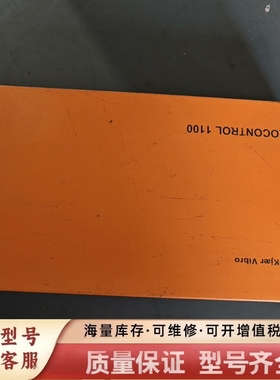 OCONTROL 1100
Kjær Vibro
型号
客服
海量库存·可维修·可开增值税
质量保证 型号齐